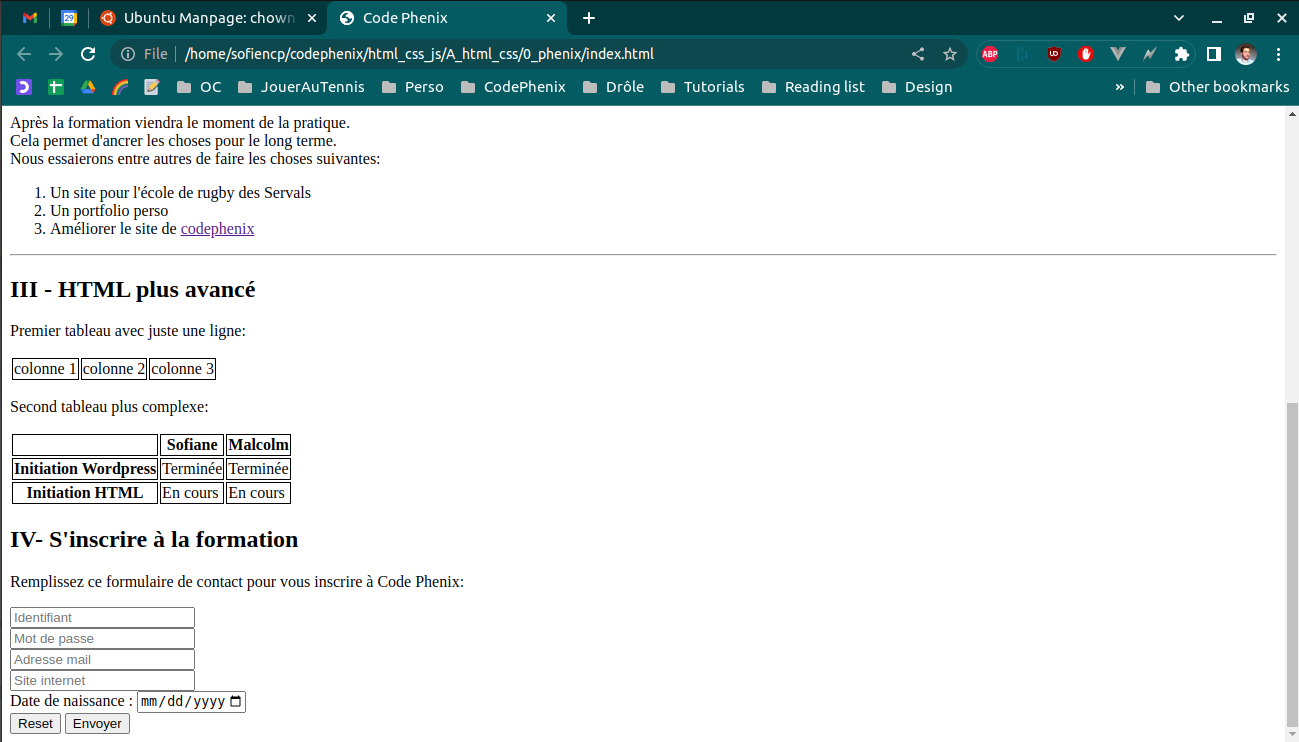 29 Ubuntu Manpage: chown Code Phenix
File /home/sofiencp/codephenix/html_css_js/A_html_css/0_phenix/index.html ABP UD
OC JouerAuTennis Perso CodePhenix Drôle Tutorials Reading list Design » Other bookmarks
Après la formation viendra le moment de la pratique.
Cela permet d'ancrer les choses pour le long terme.
Nous essaierons entre autres de faire les choses suivantes:
1. Un site pour l'école de rugby des Servals
2. Un portfolio perso
3. Améliorer le site de codephenix
III - HTML plus avancé
Premier tableau avec juste une ligne:
colonne 1 colonne 2 colonne 3
Second tableau plus complexe:
Sofiane Malcolm
Initiation Wordpress Terminée Terminée
Initiation HTML En cours En cours
IV- S'inscrire à la formation
Remplissez ce formulaire de contact pour vous inscrire à Code Phenix:
Identifiant
Mot de passe
Adresse mail
Site internet
Date de naissance : mm/dd/yyyy
Reset Envoyer